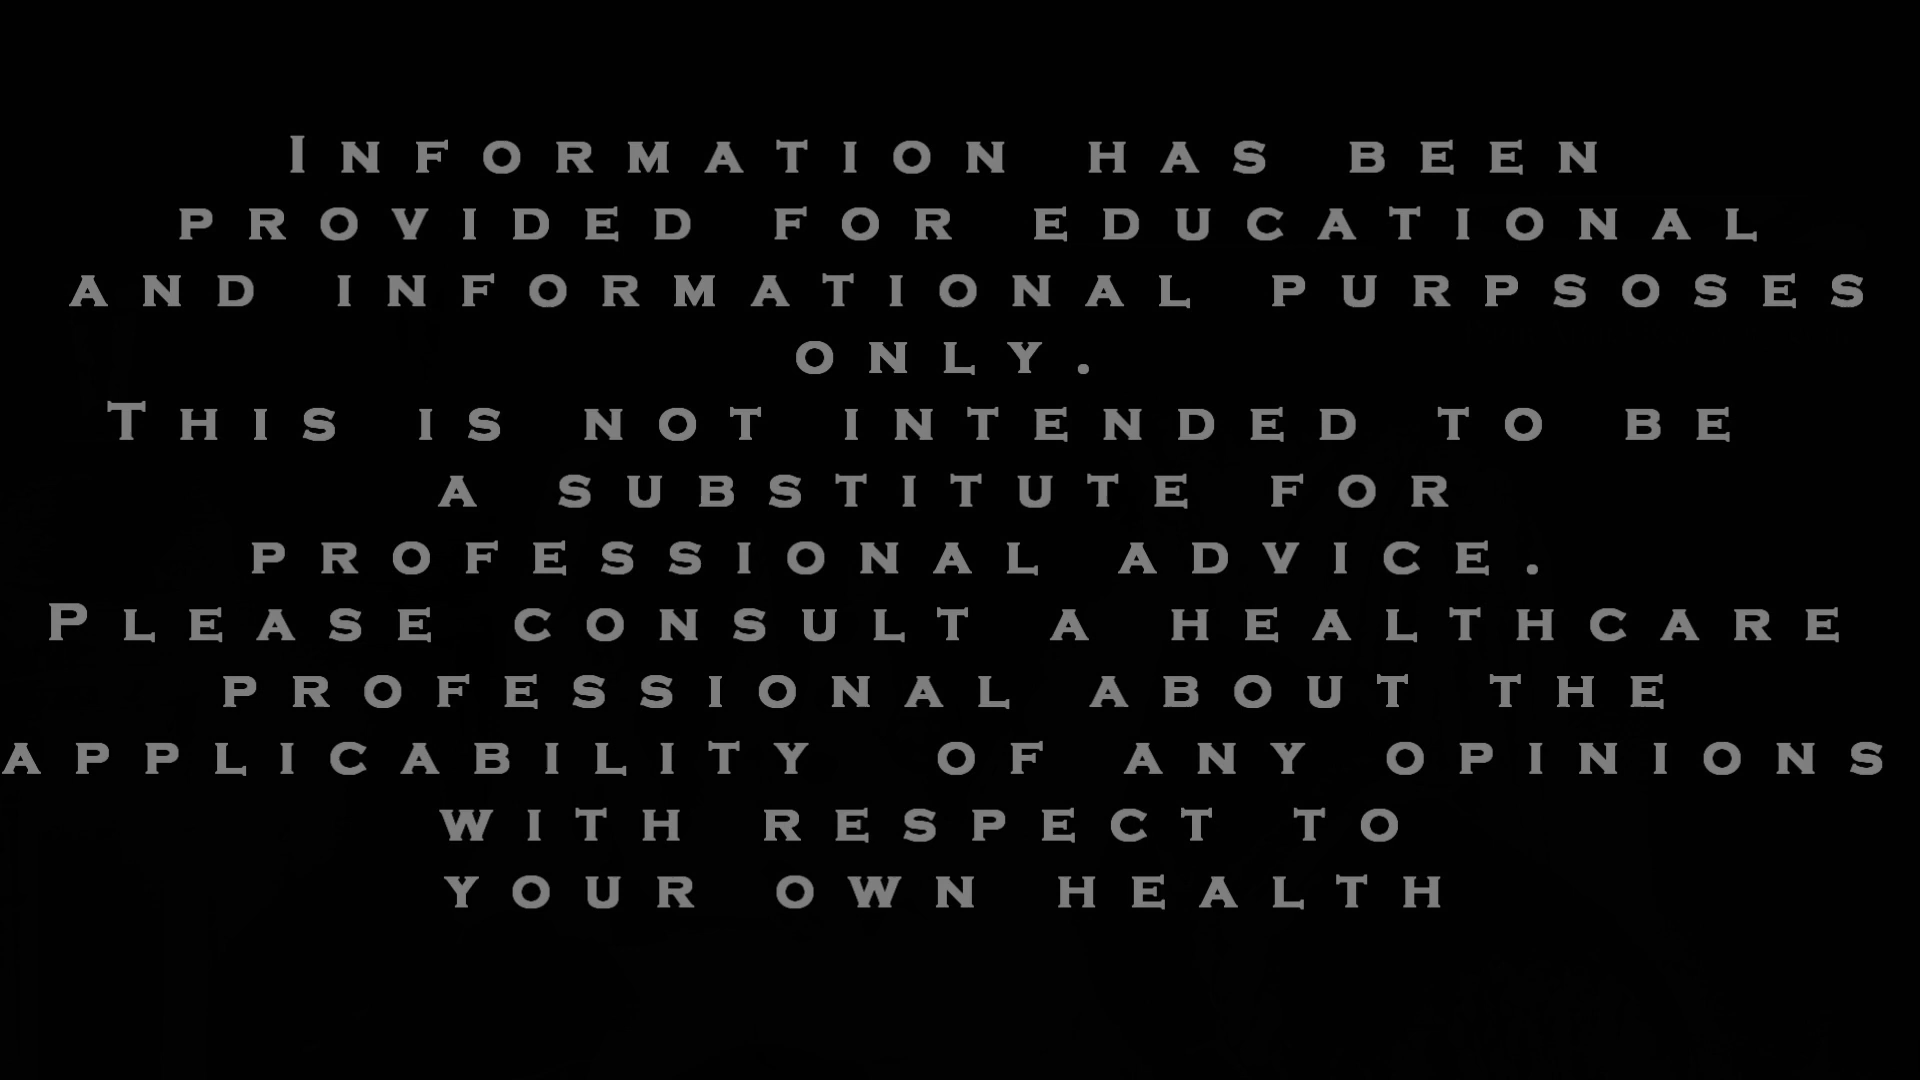 Information has been
provided for educational
and informational purpsoses
only.
This is not intended to be
a substitute for
professional advice.
Please consult a healthcare
professional about the
applicability of any opinions
with respect to
your own health